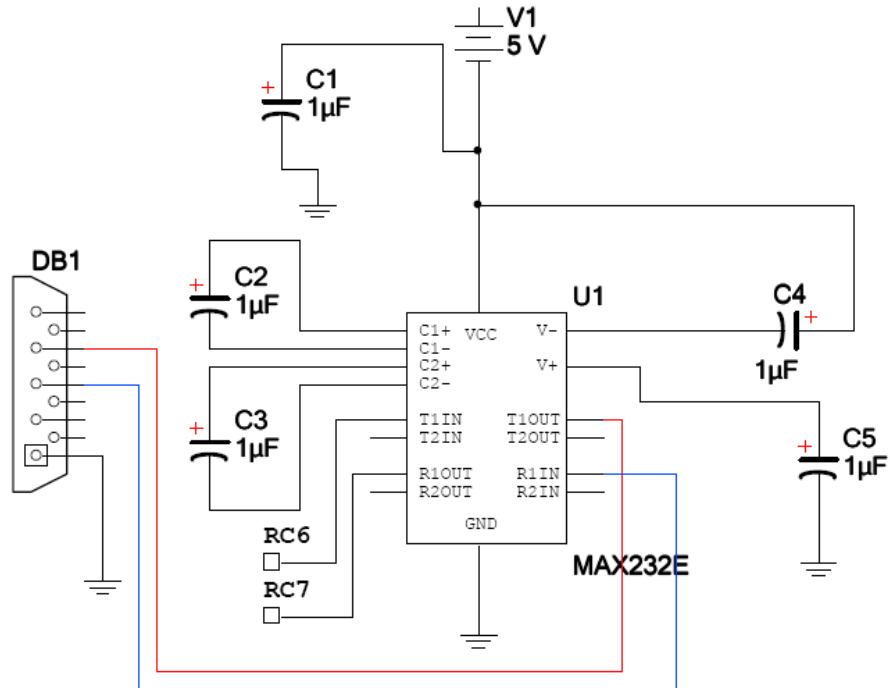 V1
5 V
+
C1
1µF
DB1
+
C2
1µF
U1
C4
+
1µF
C1+
VCC
V-
C1-
C2+
V+
C2-
+
C3
1µF
T1IN
T1OUT
T2IN
T2OUT
+
C5
1µF
R1OUT
R1IN
R2OUT
R2IN
GND
RC6
MAX232E
RC7